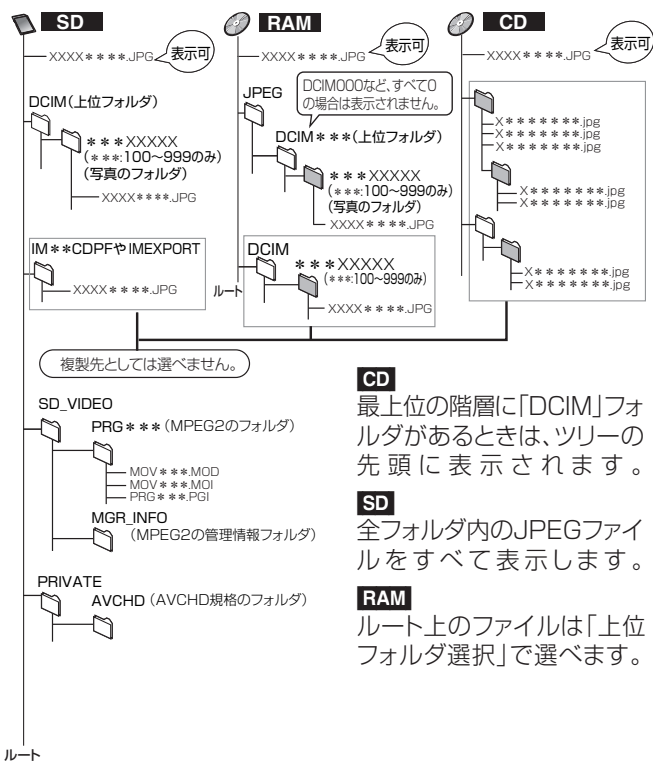 SD
XXXX＊＊＊＊.JPG
表示可
DCIM(上位フォルダ)
＊＊＊XXXXX
(＊＊＊:100〜999のみ)
(写真のフォルダ)
XXXX＊＊＊＊.JPG
IM＊＊CDPFやIMEXPORT
XXXX＊＊＊＊.JPG
RAM
XXXX＊＊＊＊.JPG
表示可
JPEG
DCIM000など、すべて0
の場合は表示されません。
DCIM＊＊＊(上位フォルダ)
＊＊＊XXXXX
(＊＊＊:100〜999のみ)
(写真のフォルダ)
XXXX＊＊＊＊.JPG
DCIM
＊＊＊XXXXX
(＊＊＊:100〜999のみ)
XXXX＊＊＊＊.JPG
ルート
CD
XXXX＊＊＊＊.JPG
表示可
X＊＊＊＊＊＊＊.jpg
X＊＊＊＊＊＊＊.jpg
X＊＊＊＊＊＊＊.jpg
X＊＊＊＊＊＊＊.jpg
X＊＊＊＊＊＊＊.jpg
X＊＊＊＊＊＊＊.jpg
X＊＊＊＊＊＊＊.jpg
複製先としては選べません。
SD_VIDEO
PRG＊＊＊(MPEG2のフォルダ)
MOV＊＊＊.MOD
MOV＊＊＊.MOI
PRG＊＊＊.PGI
MGR_INFO
(MPEG2の管理情報フォルダ)
PRIVATE
AVCHD(AVCHD規格のフォルダ)
ルート
CD
最上位の階層に「DCIM」フォ
ルダがあるときは、ツリーの
先頭に表示されます。
SD
全フォルダ内のJPEGファイ
ルをすべて表示します。
RAM
ルート上のファイルは「上位
フォルダ選択」で選べます。